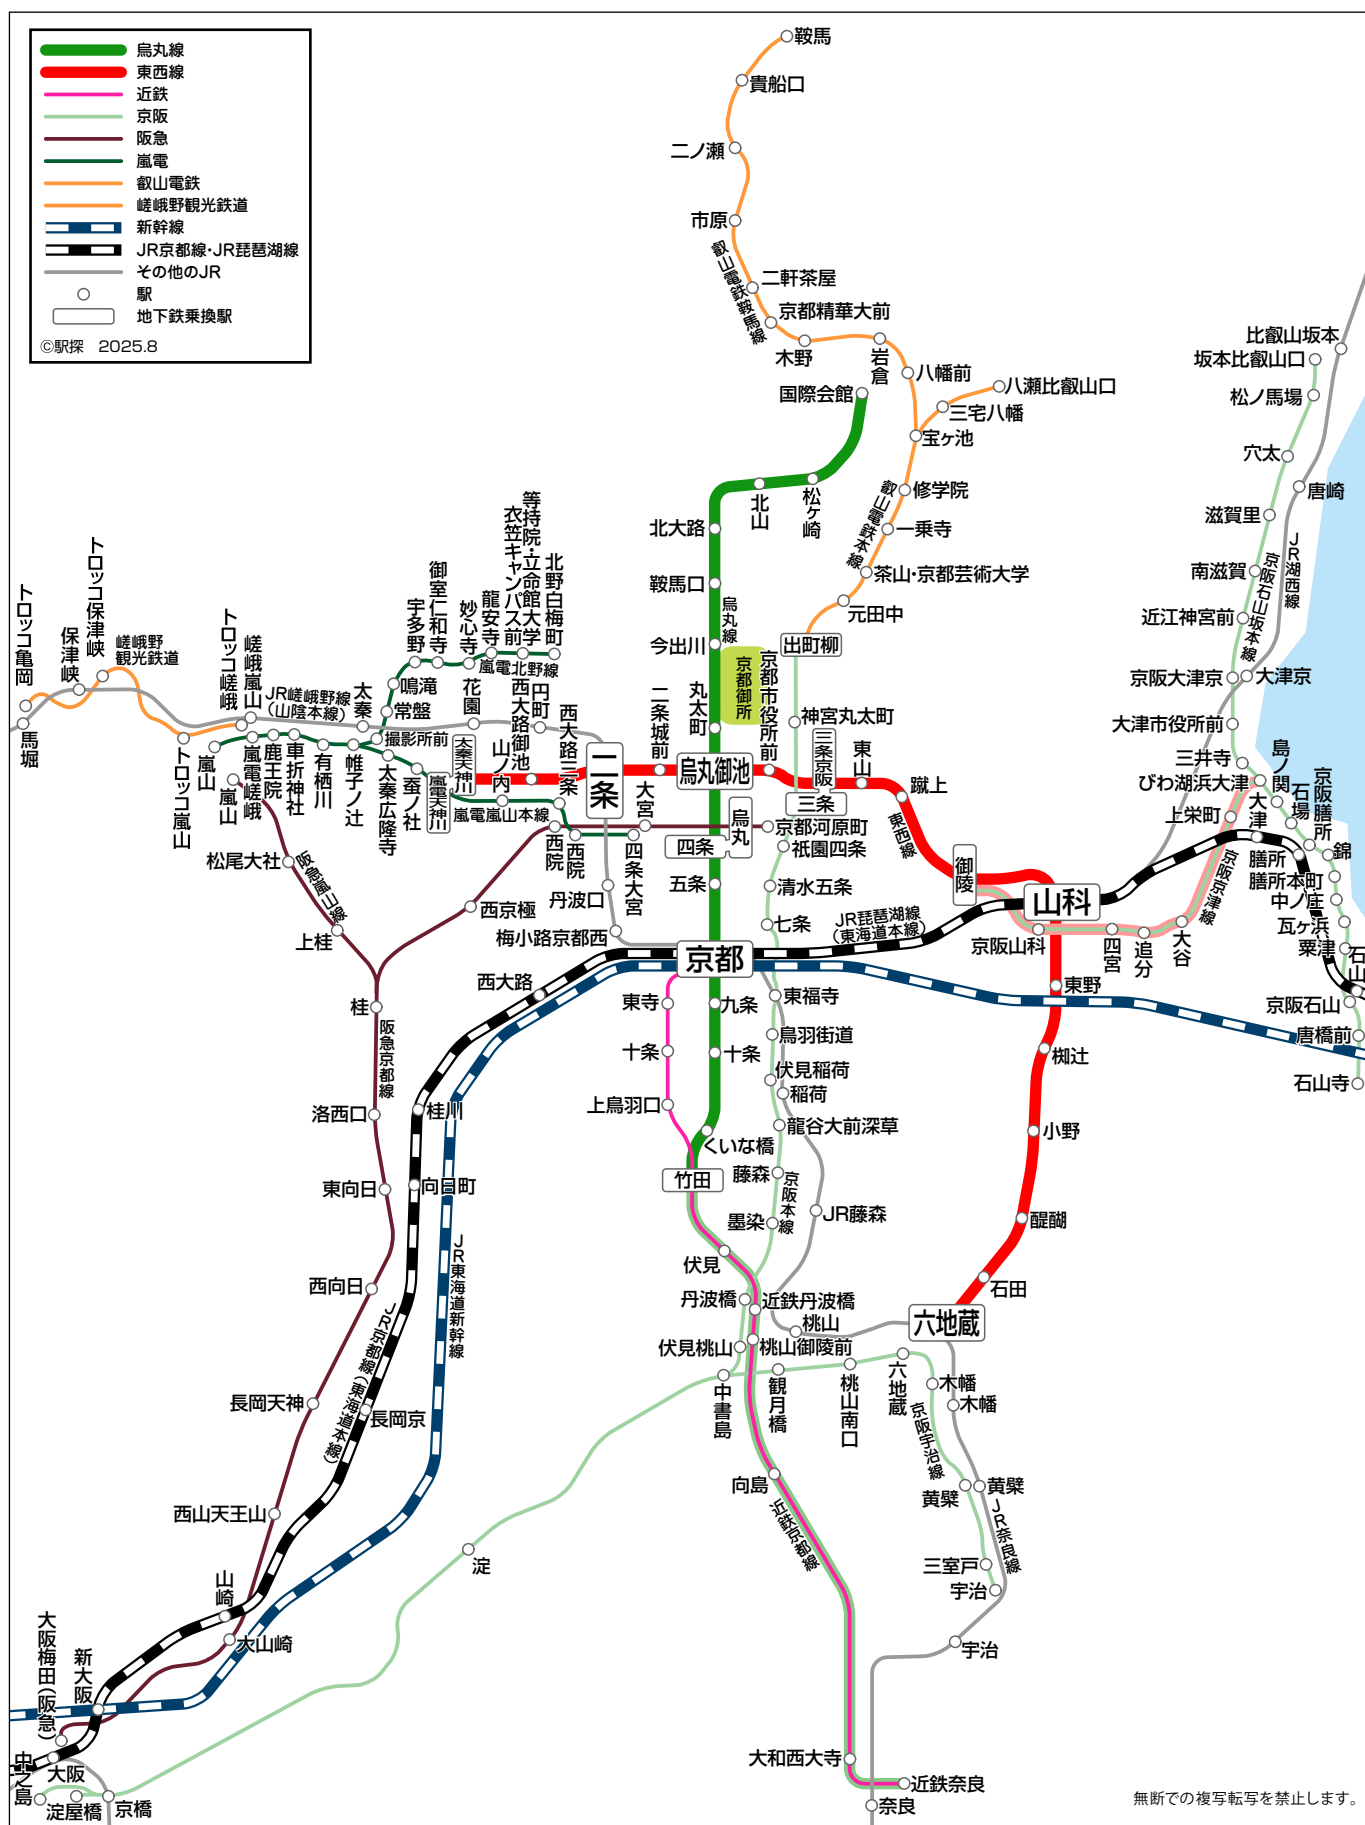 烏丸線
東西線
近鉄
京阪
阪急
嵐電
叡山電鉄
嵯峨野観光鉄道
新幹線
JR京都線・JR琵琶湖線
その他のJR
駅
地下鉄乗換駅
©駅探 2025.8
鞍馬
貴船口
二ノ瀬
市原
叡山電鉄鞍馬線
二軒茶屋
京都精華大前
木野
岩倉
八幡前
八瀬比叡山口
三宅八幡
宝ヶ池
修学院
叡山電鉄本線
一乗寺
茶山・京都芸術大学
元田中
出町柳
国際会館
松ヶ崎
北山
北大路
鞍馬口
烏丸線
今出川
京都御所
丸太町
比叡山坂本
坂本比叡山口
松ノ馬場
穴太
唐崎
滋賀里
JR湖西線
南滋賀
京阪石山坂本線
近江神宮前
京阪大津京
大津京
大津市役所前
三井寺
びわ湖浜大津
島ノ関
石場
京阪膳所
上栄町
大津
膳所
錦
膳所本町
中ノ庄
瓦ヶ浜
粟津
石山
京阪石山
唐橋前
石山寺
京阪京津線
トロッコ亀岡
馬堀
保津峡
トロッコ保津峡
嵯峨野
観光鉄道
トロッコ嵐山
トロッコ嵯峨
嵯峨嵐山
JR嵯峨野線
(山陰本線)
太秦
花園
円町
嵐山
嵐山
嵐電嵯峨
鹿王院
車折神社
有栖川
帷子ノ辻
撮影所前
常盤
鳴滝
宇多野
御室仁和寺
妙心寺
龍安寺
等持院・立命館大学
衣笠キャンパス前
北野白梅町
嵐電北野線
太秦広隆寺
蚕ノ社
嵐電天神川
太秦天神川
山ノ内
西大路御池
西大路三条
嵐電嵐山本線
二条
二条城前
烏丸御池
京都市役所前
神宮丸太町
三条京阪
三条
東山
蹴上
東西線
御陵
山科
松尾大社
阪急嵐山線
上桂
桂
西京極
西院
西院
大宮
四条大宮
烏丸
四条
京都河原町
祇園四条
五条
清水五条
七条
丹波口
梅小路京都西
京都
JR琵琶湖線
(東海道本線)
京阪山科
四宮
追分
大谷
東野
椥辻
小野
醍醐
石田
六地蔵
西大路
東寺
九条
東福寺
十条
十条
鳥羽街道
伏見稲荷
稲荷
上鳥羽口
くいな橋
龍谷大前深草
竹田
藤森
京阪本線
墨染
JR藤森
伏見
丹波橋
近鉄丹波橋
桃山
伏見桃山
桃山御陵前
中書島
観月橋
桃山南口
六地蔵
木幡
木幡
京阪宇治線
黄檗
黄檗
JR奈良線
三室戸
宇治
宇治
向島
近鉄京都線
大和西大寺
近鉄奈良
奈良
阪急京都線
洛西口
桂川
東向日
向日町
西向日
JR東海道新幹線
JR京都線(東海道本線)
長岡天神
長岡京
西山天王山
淀
山崎
大山崎
大阪梅田(阪急)
新大阪
中之島
大阪
淀屋橋
京橋
無断での複写転写を禁止します。